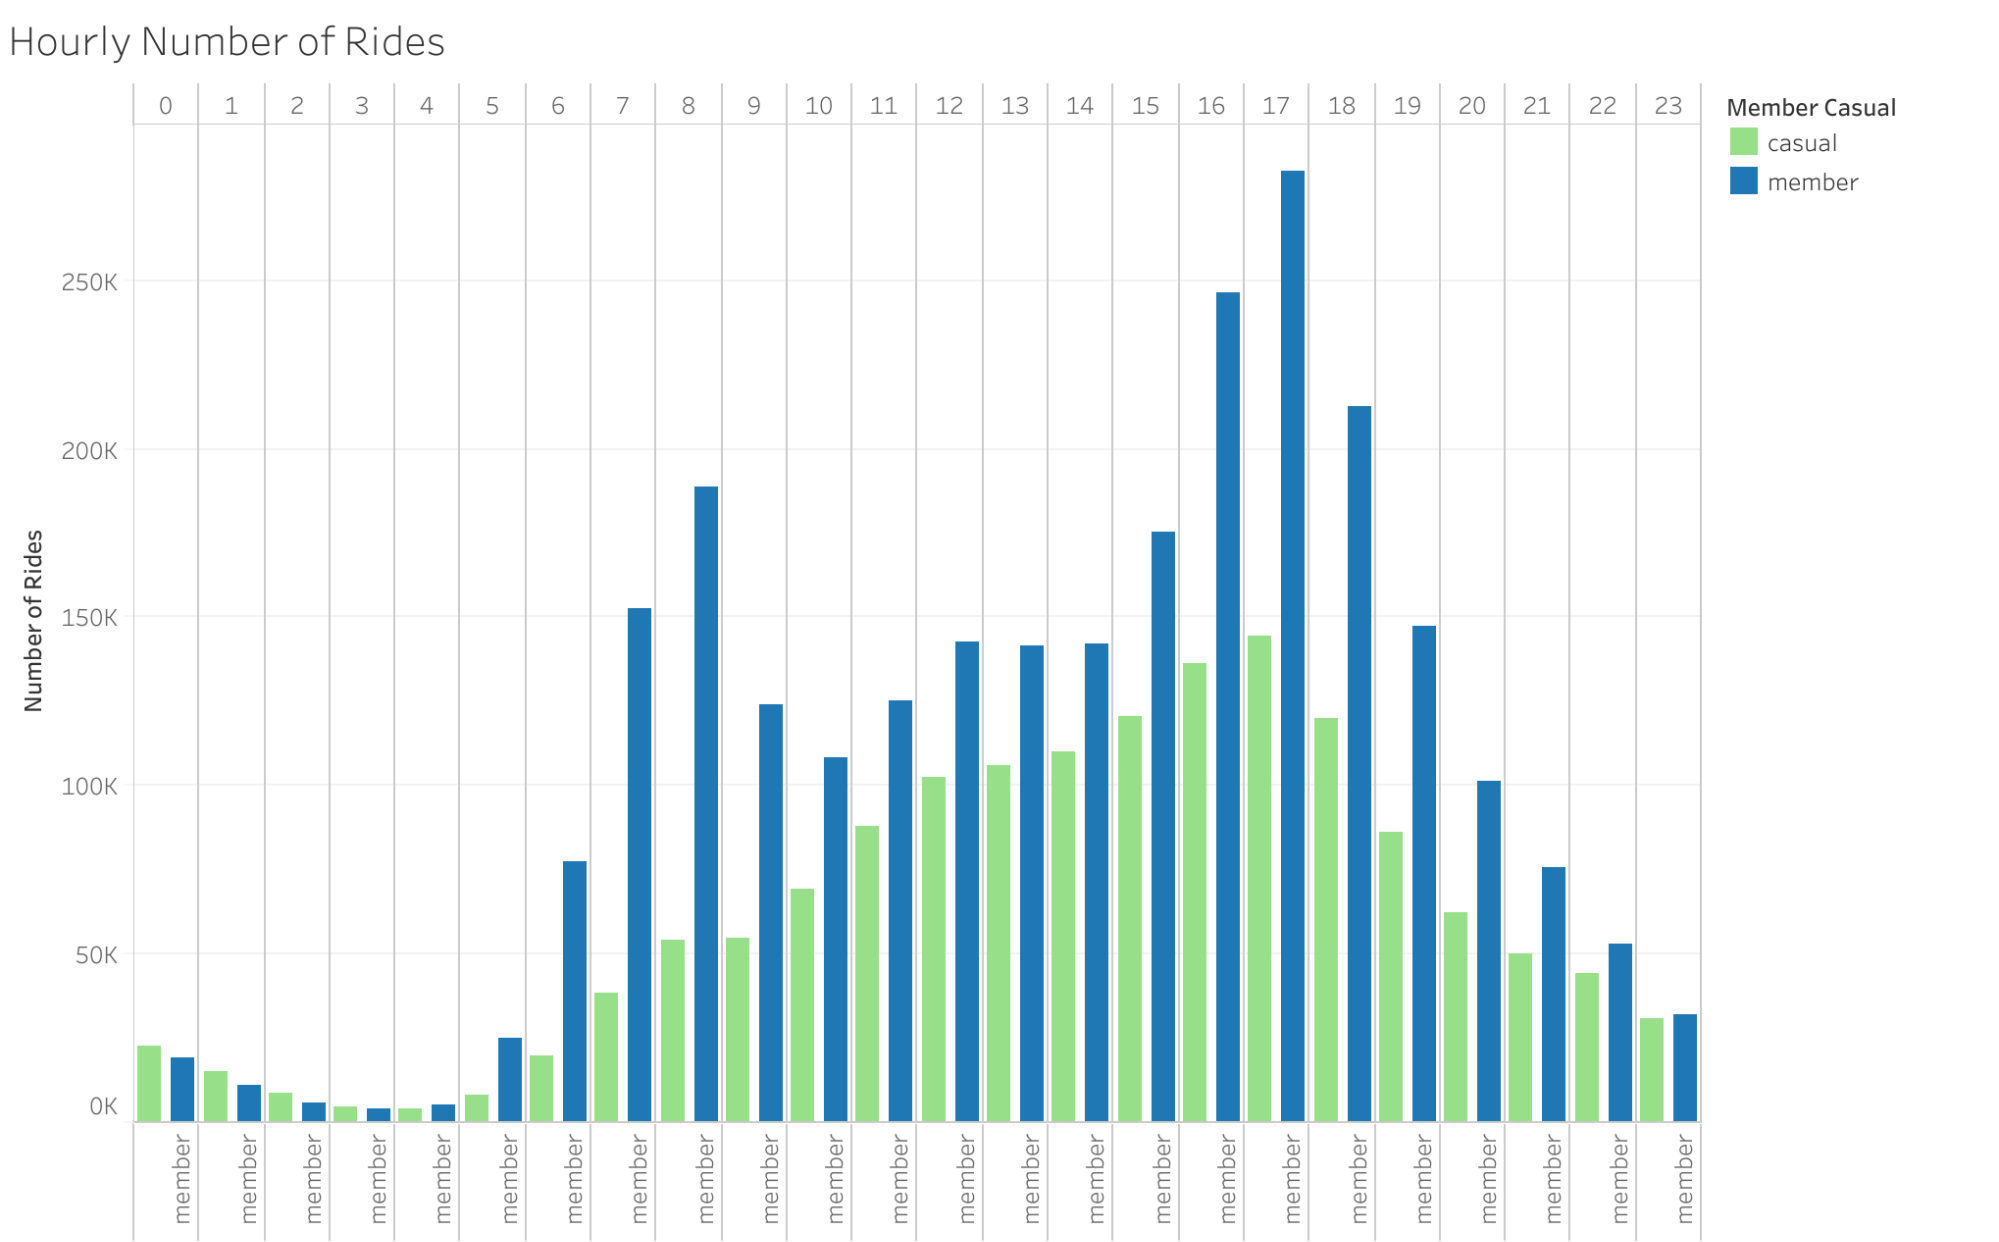 Hourly Number of Rides
0 1 2 3 4 5 6 7 8 9 10 11 12 13 14 15 16 17 18 19 20 21 22 23
Member Casual
casual
member
250K
200K
150K
100K
50K
0K
Number of Rides
member member member member member member member member member member member member member member member member member member member member member member member member